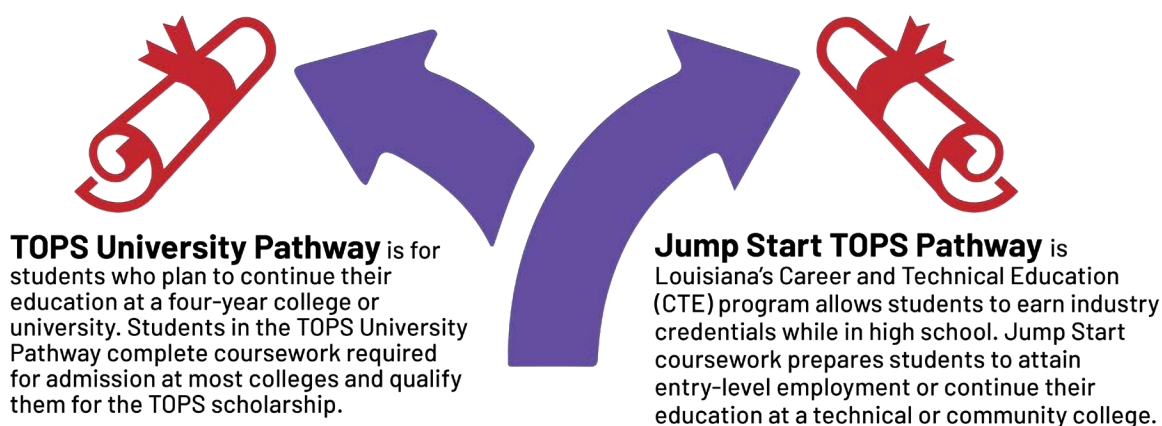 TOPS University Pathway is for
students who plan to continue their
education at a four-year college or
university. Students in the TOPS University
Pathway complete coursework required
for admission at most colleges and qualify
them for the TOPS scholarship.
Jump Start TOPS Pathway is
Louisiana’s Career and Technical Education
(CTE) program allows students to earn industry
credentials while in high school. Jump Start
coursework prepares students to attain
entry-level employment or continue their
education at a technical or community college.